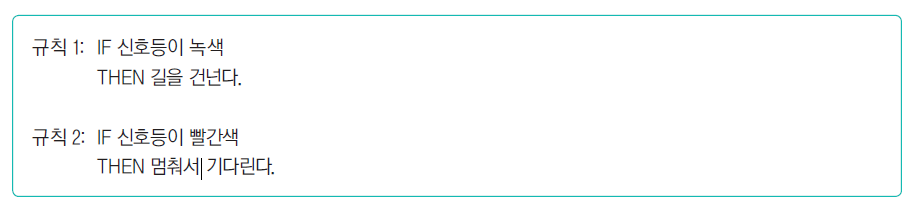 규칙 1: IF 신호등이 녹색
THEN 길을 건넌다.
규칙 2: IF 신호등이 빨간색
THEN 멈춰서 기다린다.